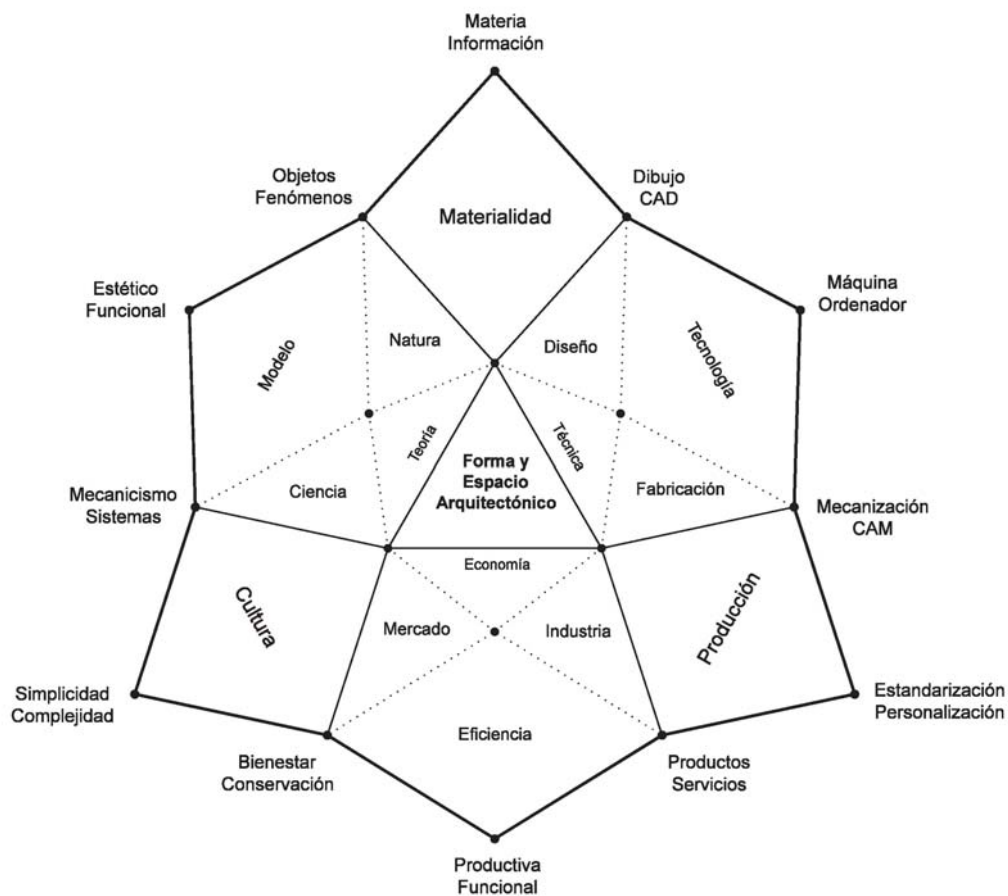 Materia
Información
Objetos
Fenómenos
Dibujo
CAD
Materialidad
Estético
Funcional
Máquina
Ordenador
Modelo
Natura
Diseño
Tecnología
Teoría
Técnica
Forma y
Espacio
Arquitectónico
Mecanicismo
Sistemas
Ciencia
Fabricación
Mecanización
CAM
Economía
Cultura
Mercado
Industria
Producción
Simplicidad
Complejidad
Estandarización
Personalización
Bienestar
Conservación
Eficiencia
Productos
Servicios
Productiva
Funcional